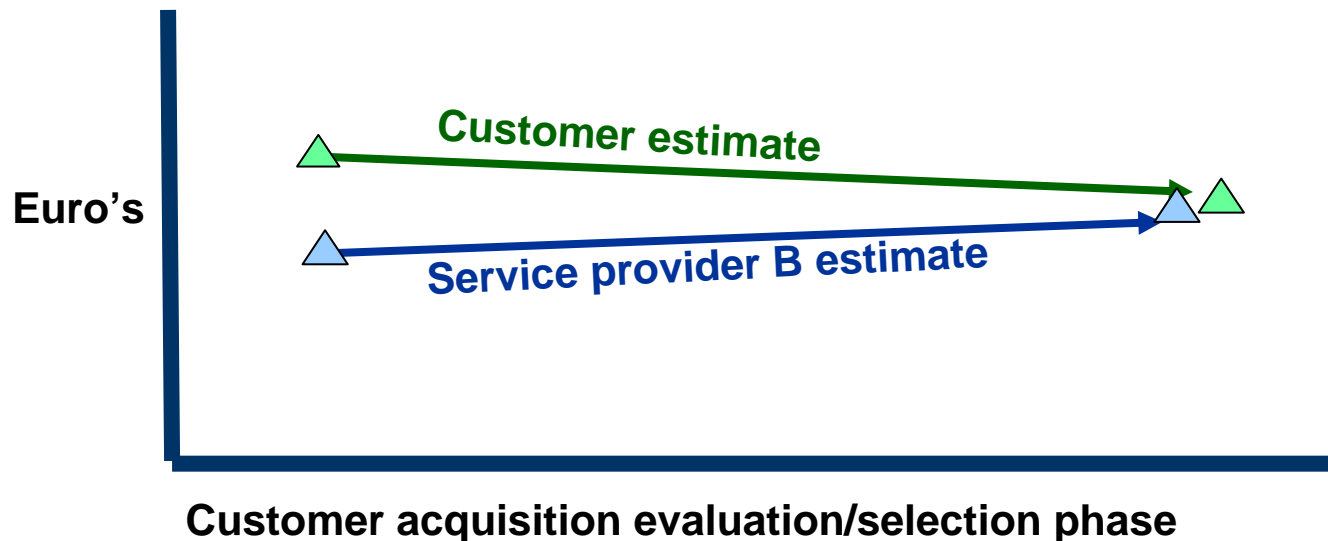 Customer estimate
Euro’s
Service provider B estimate
Customer acquisition evaluation/selection phase